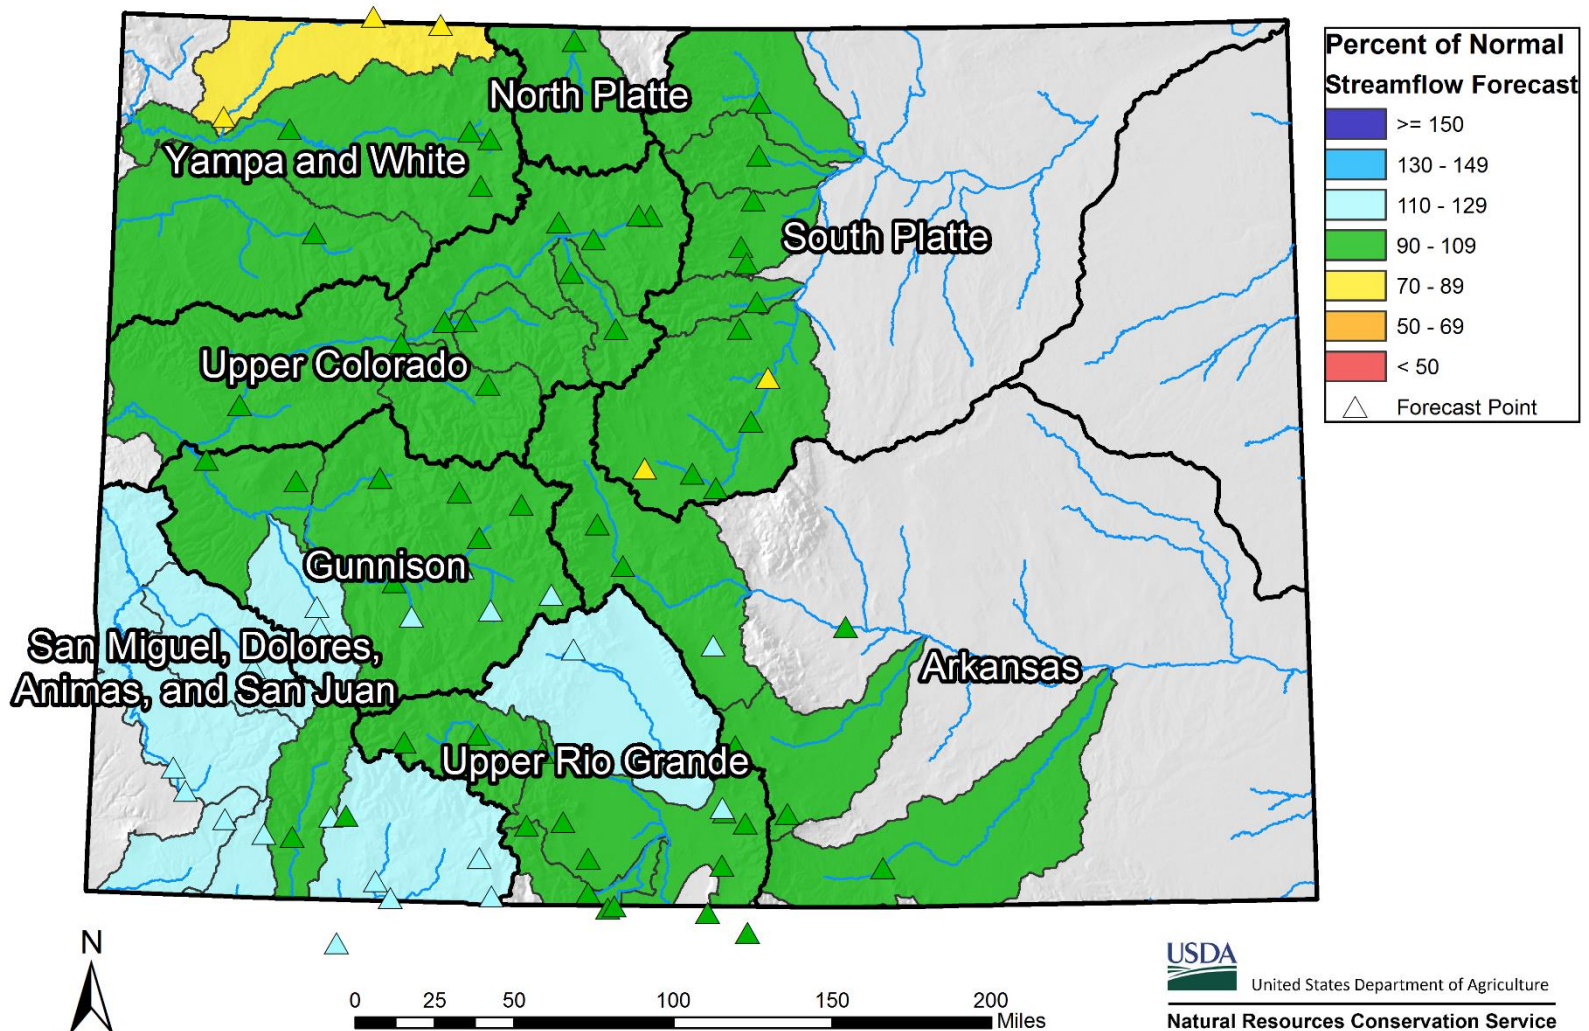 North Platte
Yampa and White
South Platte
Upper Colorado
Gunnison
San Miguel, Dolores,
Animas, and San Juan
Arkansas
Upper Rio Grande
Percent of Normal
Streamflow Forecast
>= 150
130 - 149
110 - 129
90 - 109
70 - 89
50 - 69
< 50
Forecast Point
N
0 25 50 100 150 200
Miles
USDA
United States Department of Agriculture
Natural Resources Conservation Service